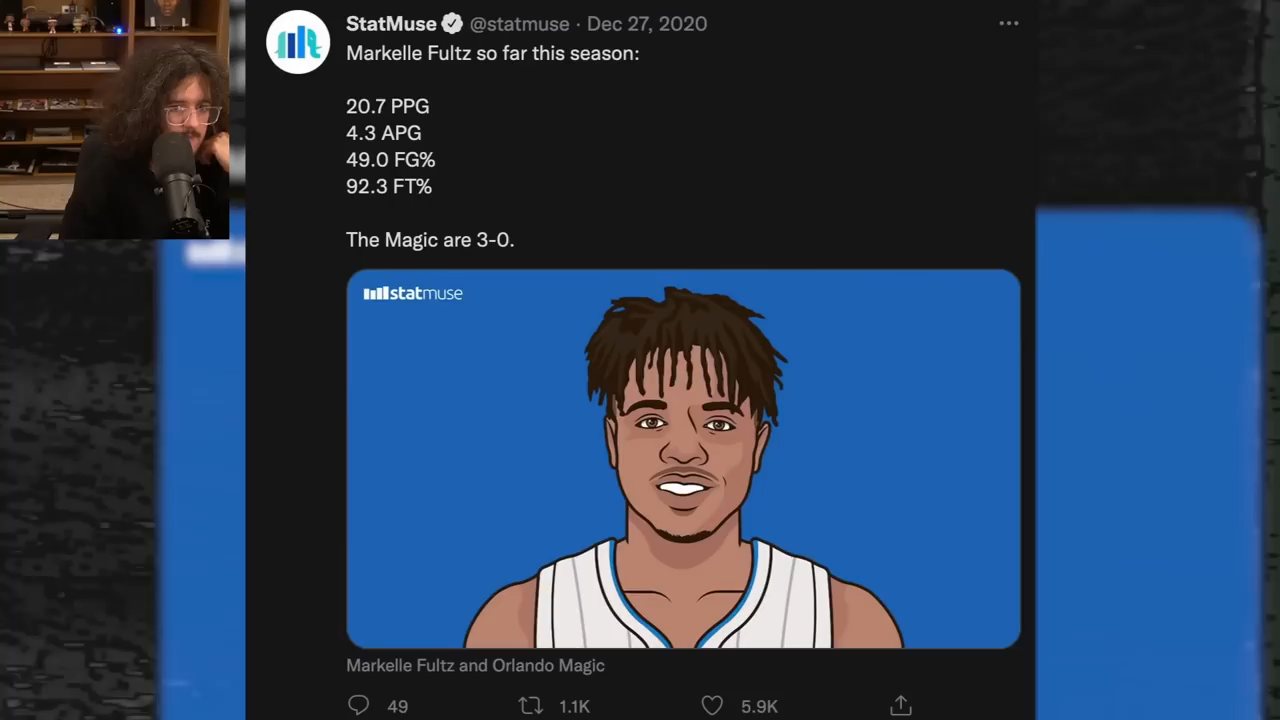 StatMuse @statmuse · Dec 27, 2020
Markelle Fultz so far this season:
20.7 PPG
4.3 APG
49.0 FG%
92.3 FT%
The Magic are 3-0.
statmuse
Markelle Fultz and Orlando Magic
49 1.1K 5.9K